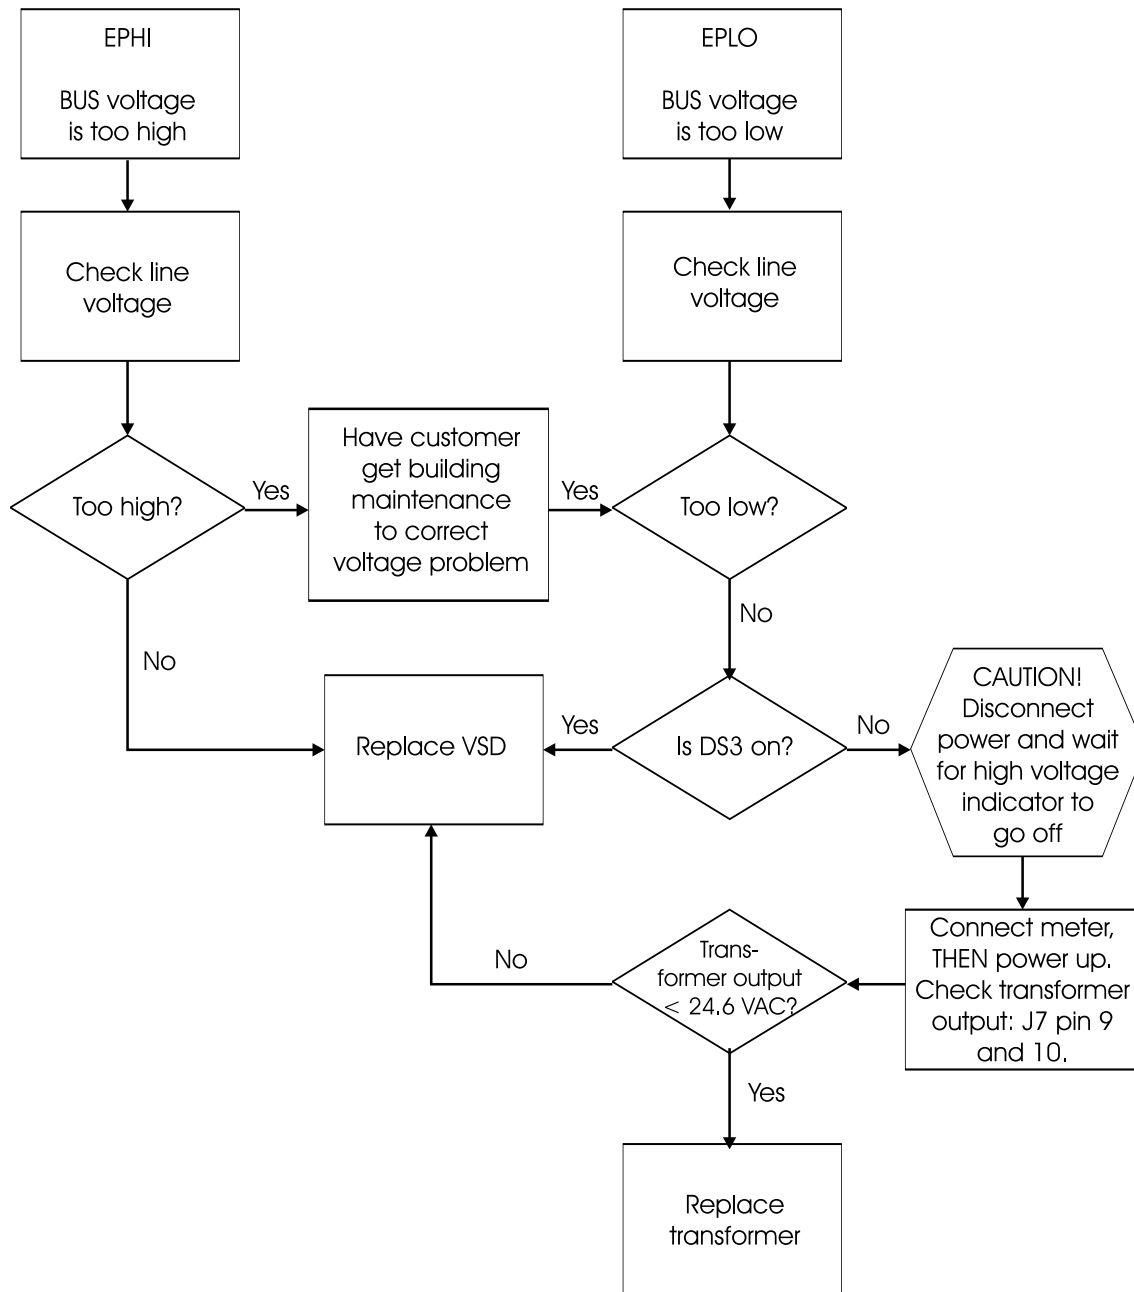 EPHI
BUS voltage
is too high
EPLO
BUS voltage
is too low
Check line
voltage
Check line
voltage
Too high?
Yes
Have customer
get building
maintenance
to correct
voltage problem
Yes
Too low?
No
No
Replace VSD
Yes
Is DS3 on?
No
CAUTION!
Disconnect
power and wait
for high voltage
indicator to
go off
Connect meter,
THEN power up.
Check transformer
output: J7 pin 9
and 10.
Trans-
former output
< 24.6 VAC?
No
Yes
Replace
transformer